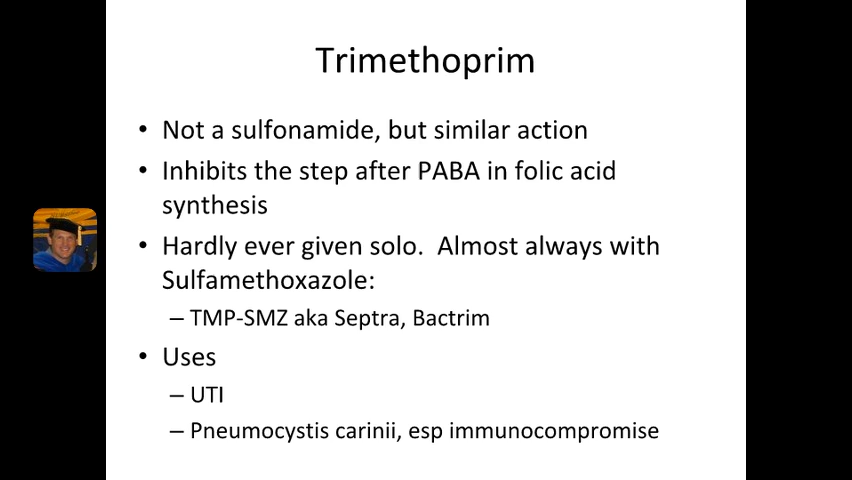 Trimethoprim
• Not a sulfonamide, but similar action
• Inhibits the step after PABA in folic acid
synthesis
• Hardly ever given solo.  Almost always with
Sulfamethoxazole:
– TMP-SMZ aka Septra, Bactrim
• Uses
– UTI
– Pneumocystis carinii, esp immunocompromise